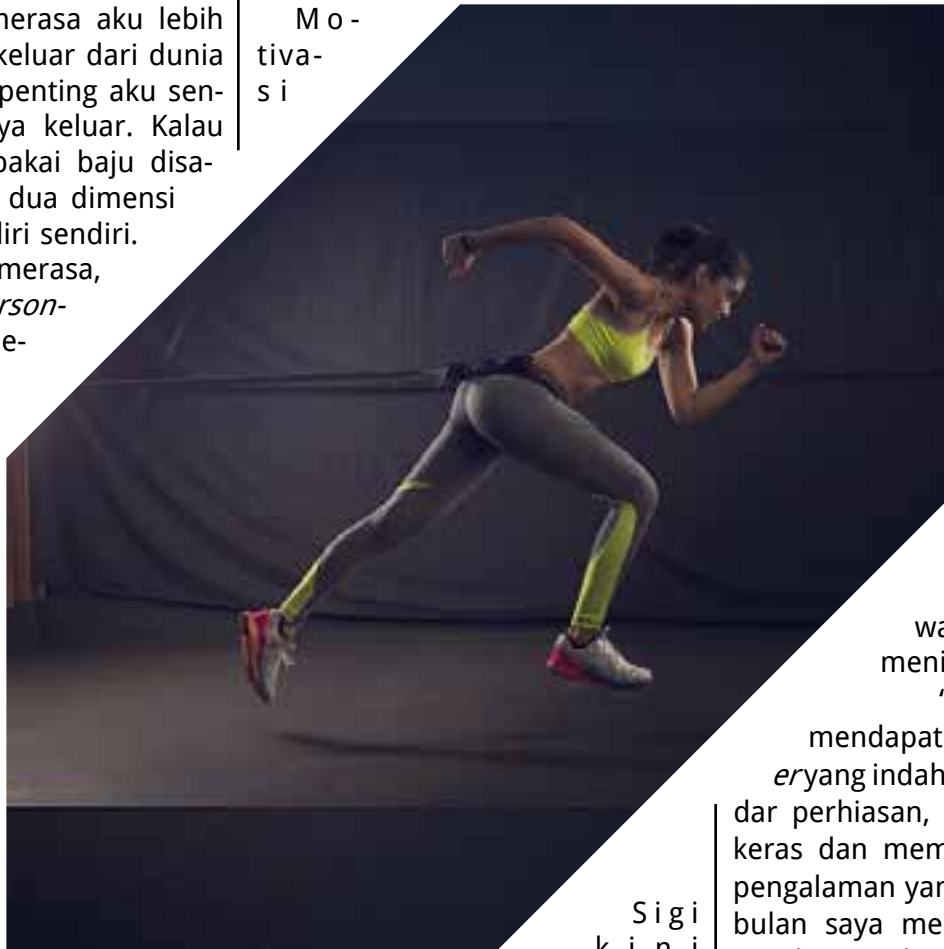 merasa aku lebih
keluar dari dunia
penting aku sen-
ya keluar. Kalau
pakai baju disa-
dua dimensi
diri sendiri.
merasa,
rson-
e-
M o -
tiva-
s i
S i g i
k i n i
wa
meni
“
mendapat
er yang indah
dar perhiasan,
keras dan mem
pengalaman yan
bulan saya me